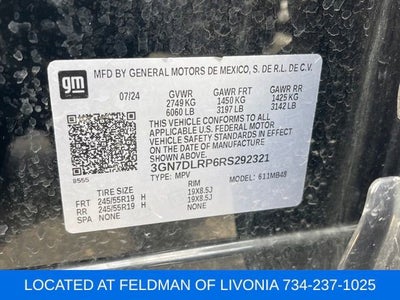 gm
MFD BY GENERAL MOTORS DE MEXICO, S. DE R.L. DE C.V.
07/24 GVWR GAWR FRT GAWR RR
2749 KG 1450 KG 1425 KG
6060 LB 3197 LB 3142 LB
THIS VEHICLE CONFORMS TO ALL APPLICABLE
U.S. FEDERAL MOTOR VEHICLE SAFETY STANDARDS
IN EFFECT ON THE DATE OF
MANUFACTURE SHOWN ABOVE.
3GN7DLRP6RS292321
TYPE: MPV MODEL: 611MB48
TIRE SIZE RIM
FRT 245/55R19 H 19X8.5J
RR 245/55R19 H 19X8.5J
SPA NONE NONE
LOCATED AT FELDMAN OF LIVONIA 734-237-1025